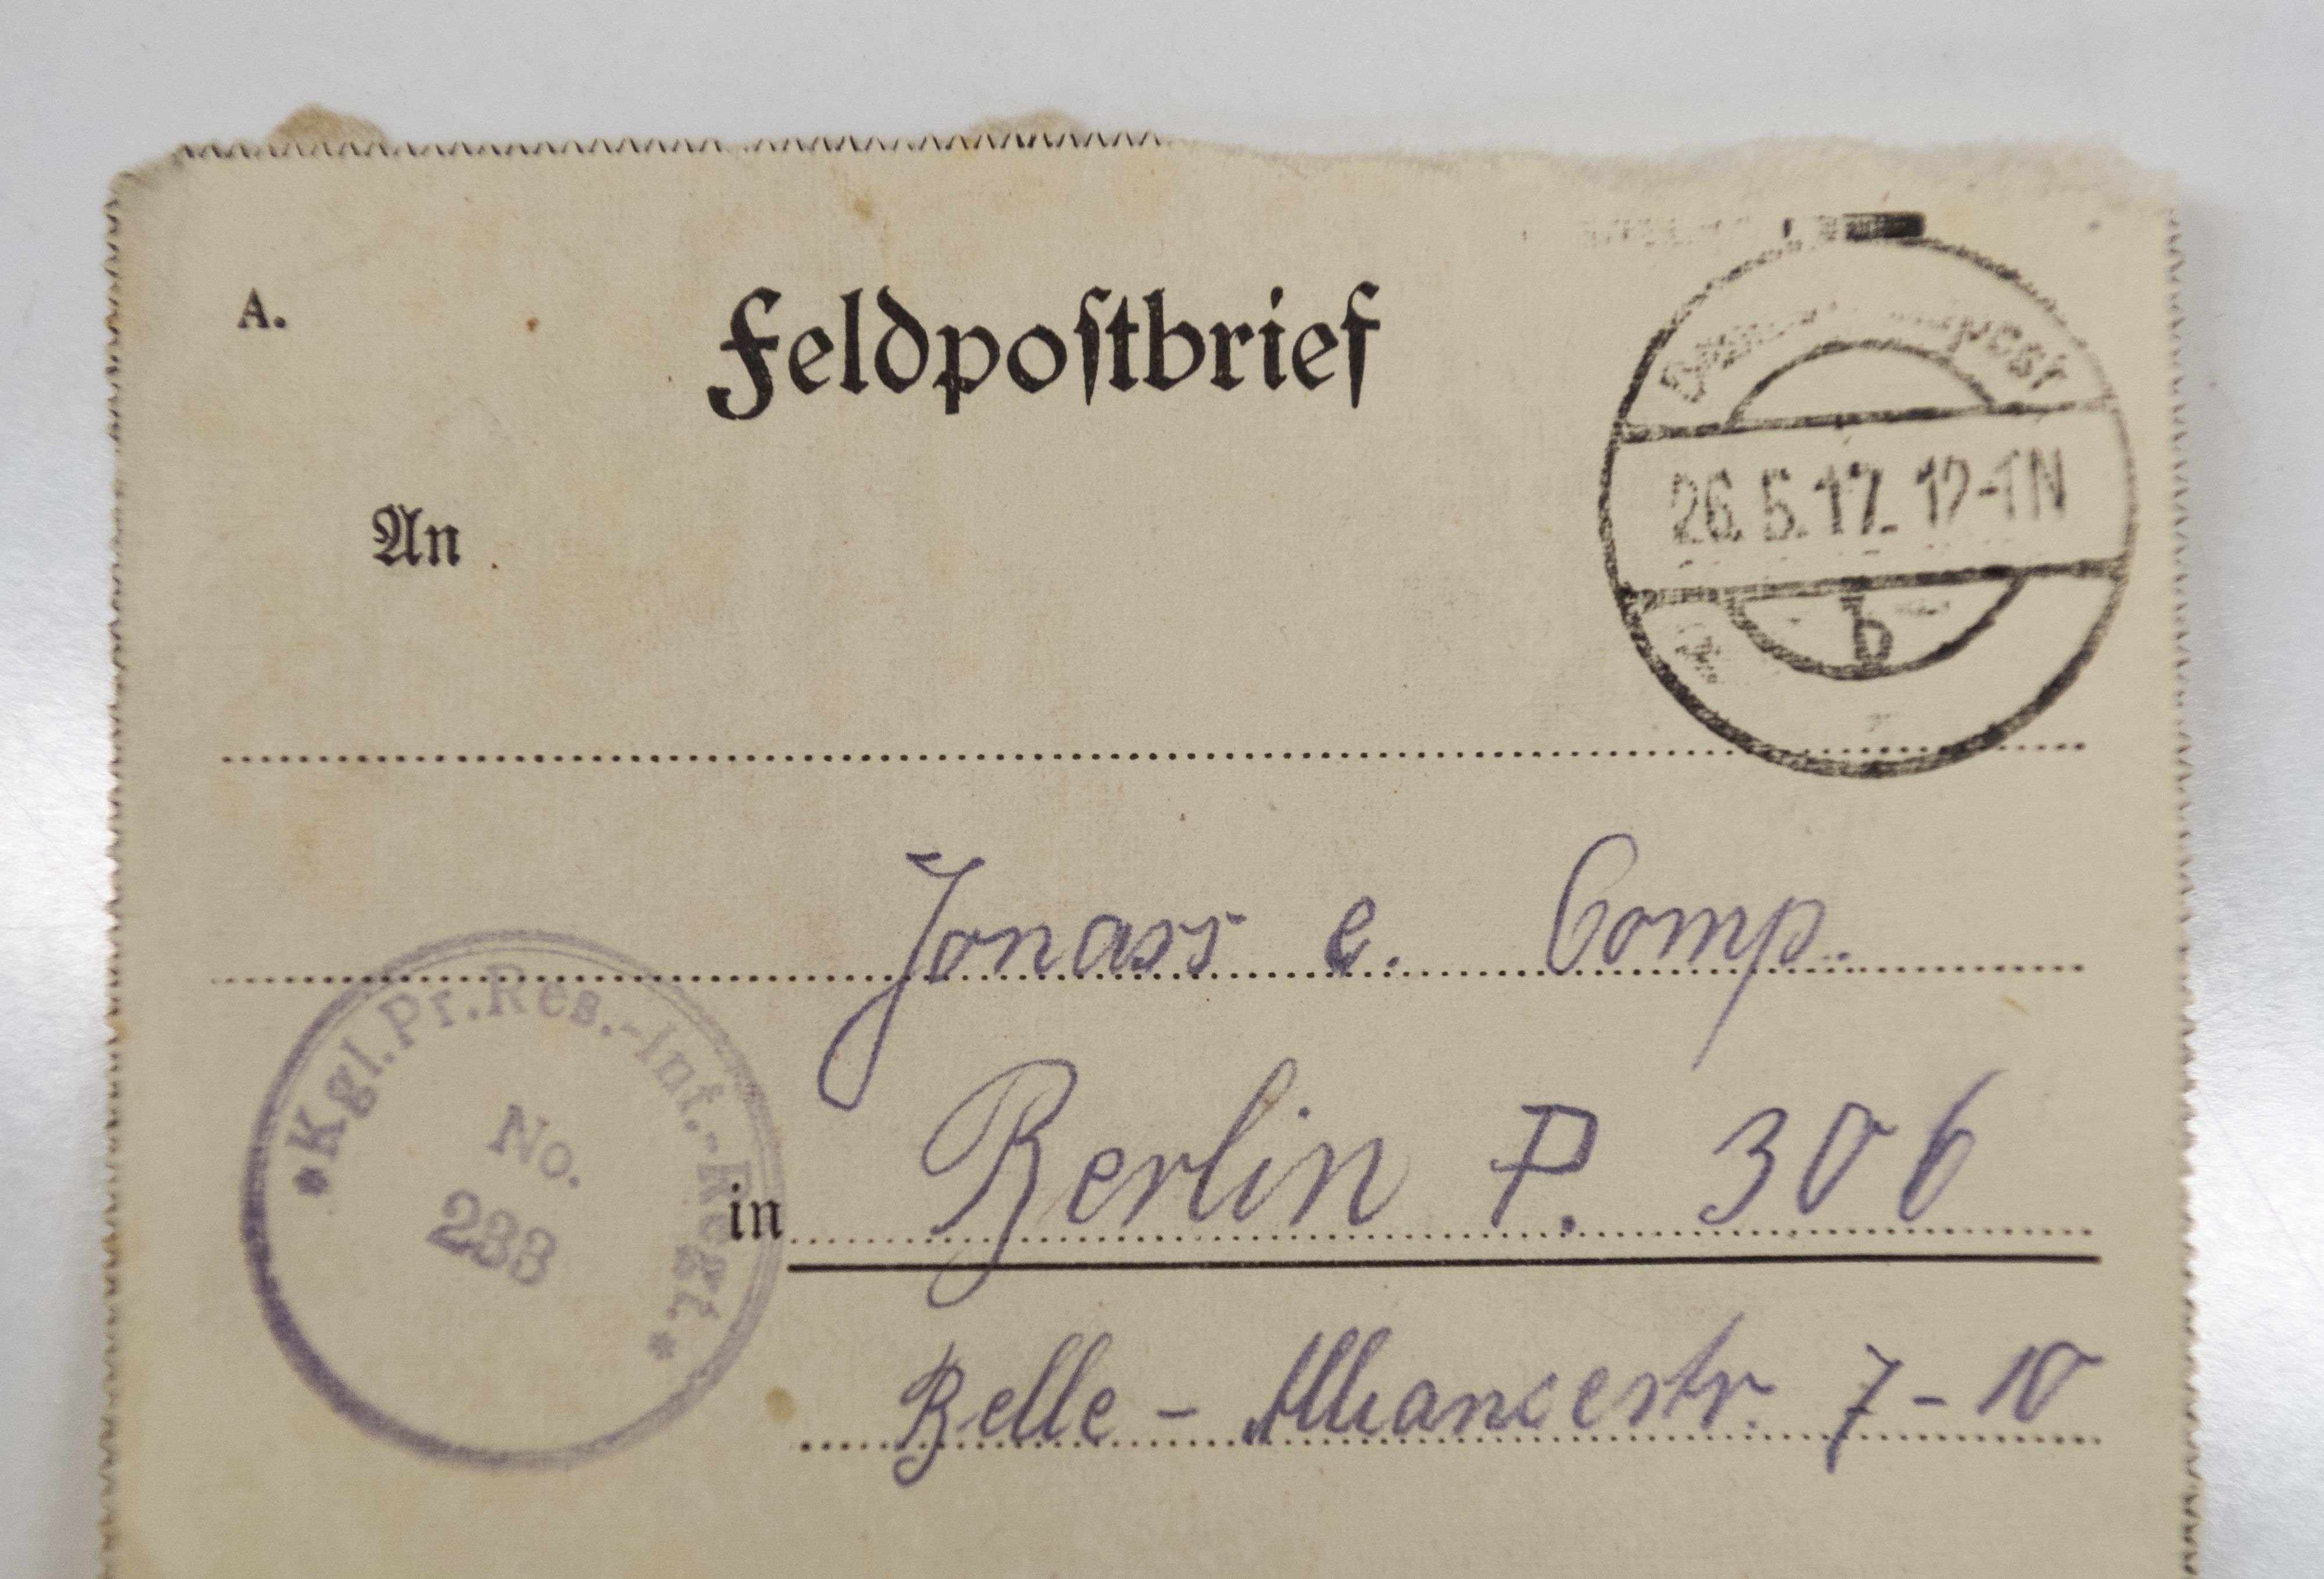 A.
Feldpoſtbrief
An
26.5.17. 12-1N
b
Jonass e. Comp.
*Kgl.Pr.Res.-Inf.-Regt.*
No.
233
in Berlin P. 306
Belle-Alliancestr. 7-10